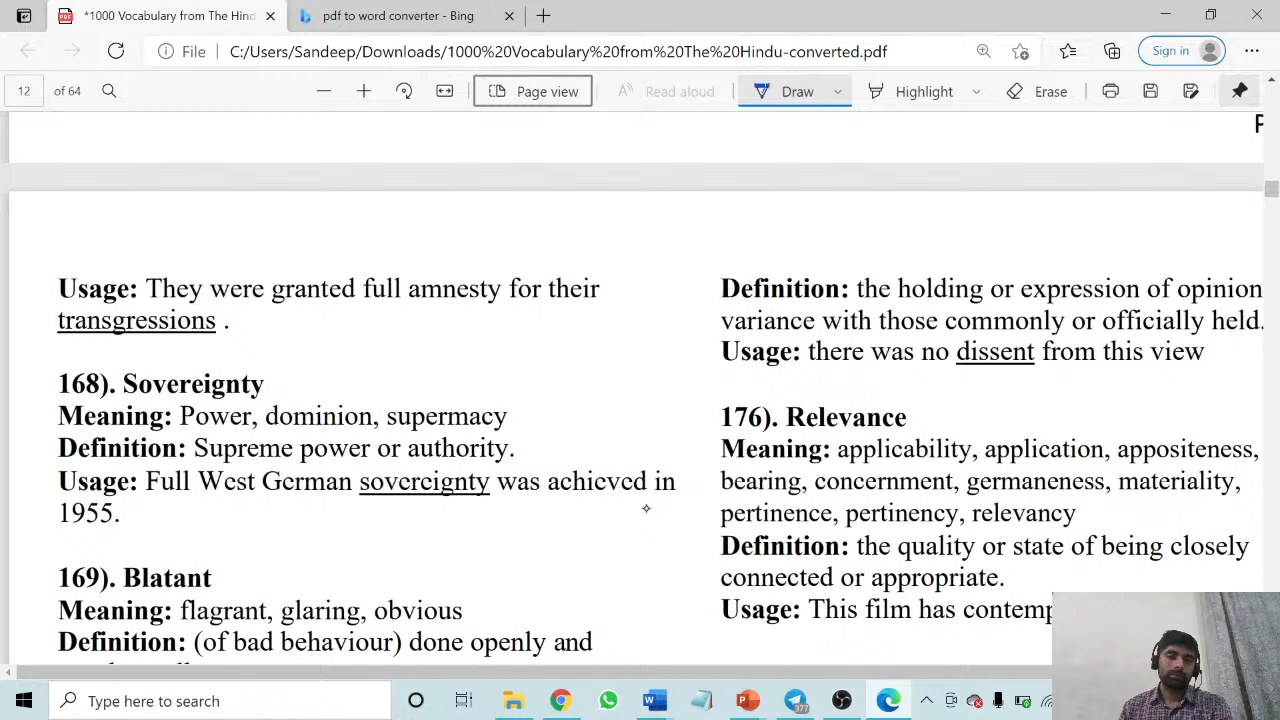 *1000 Vocabulary from The Hind
pdf to word converter - Bing
File
C:/Users/Sandeep/Downloads/1000%20Vocabulary%20from%20The%20Hindu-converted.pdf
Sign in
12
of 64
Page view
Read aloud
Draw
Highlight
Erase
Usage: They were granted full amnesty for their
transgressions .
168). Sovereignty
Meaning: Power, dominion, supermacy
Definition: Supreme power or authority.
Usage: Full West German sovereignty was achieved in
1955.
169). Blatant
Meaning: flagrant, glaring, obvious
Definition: (of bad behaviour) done openly and
Definition: the holding or expression of opinion
variance with those commonly or officially held.
Usage: there was no dissent from this view
176). Relevance
Meaning: applicability, application, appositeness,
bearing, concernment, germaneness, materiality,
pertinence, pertinency, relevancy
Definition: the quality or state of being closely
connected or appropriate.
Usage: This film has contemp
Type here to search
377